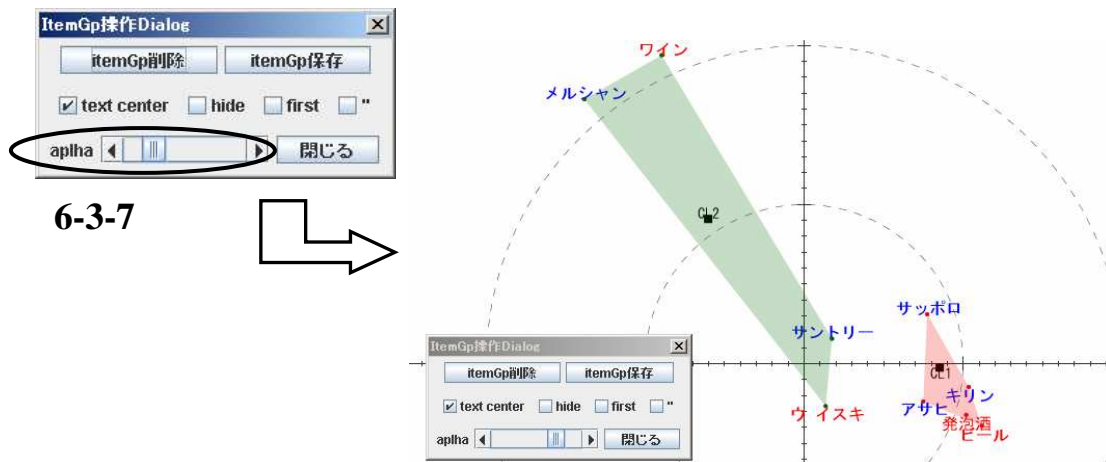 ItemGp操作Dialog
itemGp削除 itemGp保存
text center hide first "
aplha 閉じる
6-3-7
ワイン
メルシャン
CL2
サッポロ
サントリー
CL1
キリン
アサヒ
ウイスキ
発泡酒
ビール
ItemGp操作Dialog
itemGp削除 itemGp保存
text center hide first "
aplha 閉じる